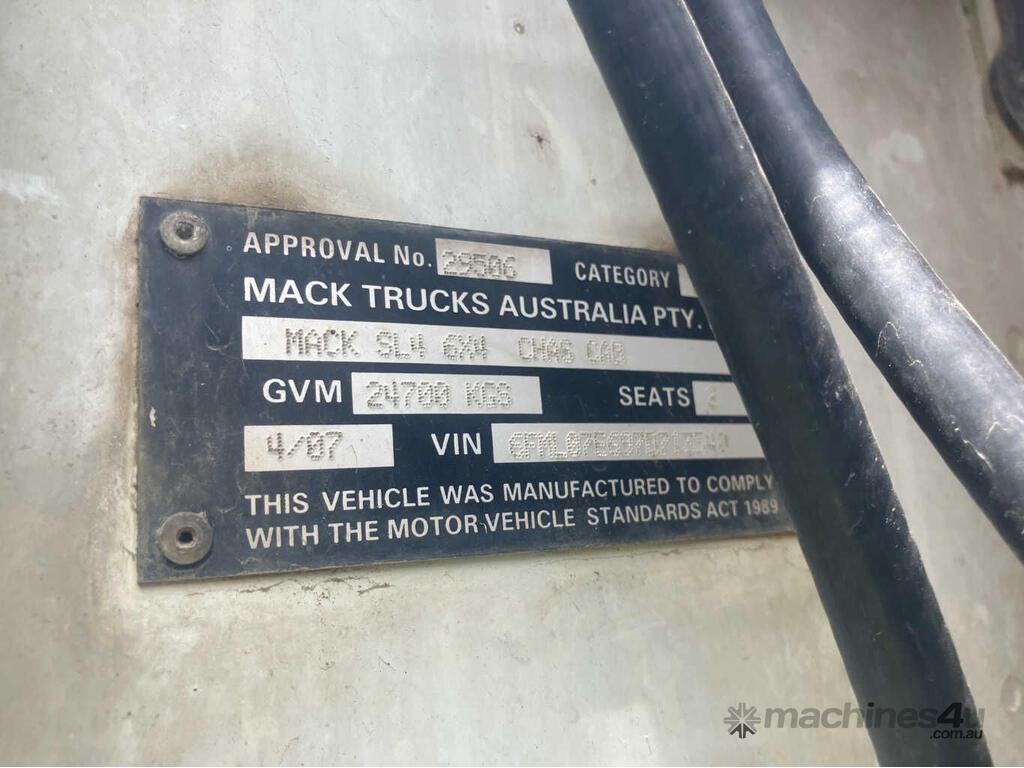 APPROVAL No. 29506 CATEGORY
MACK TRUCKS AUSTRALIA PTY.
MACK SL4 6X4 CHAS CAB
GVM 24700 KGS SEATS
4/07 VIN
THIS VEHICLE WAS MANUFACTURED TO COMPLY
WITH THE MOTOR VEHICLE STANDARDS ACT 1989
machines4u
.com.au